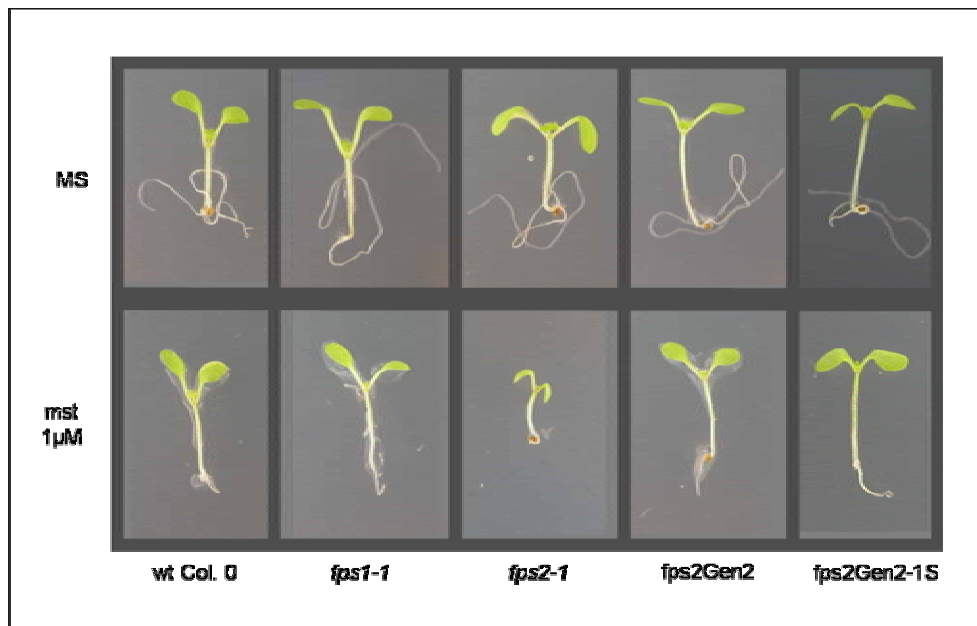 MS
mst
1µM
wt Col. 0
fps1-1
fps2-1
fps2Gen2
fps2Gen2-1S